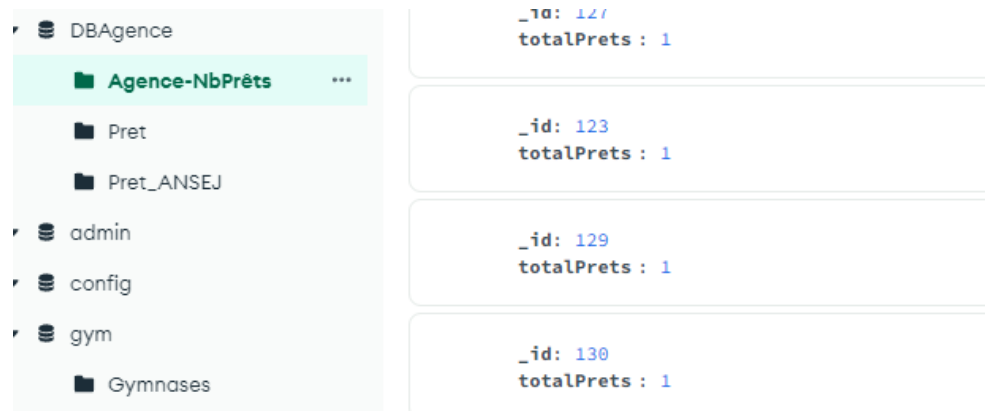 DBAgence
Agence-NbPrêts
Pret
Pret_ANSEJ
admin
config
gym
Gymnases
_id: 127
totalPrets : 1
_id: 123
totalPrets : 1
_id: 129
totalPrets : 1
_id: 130
totalPrets : 1